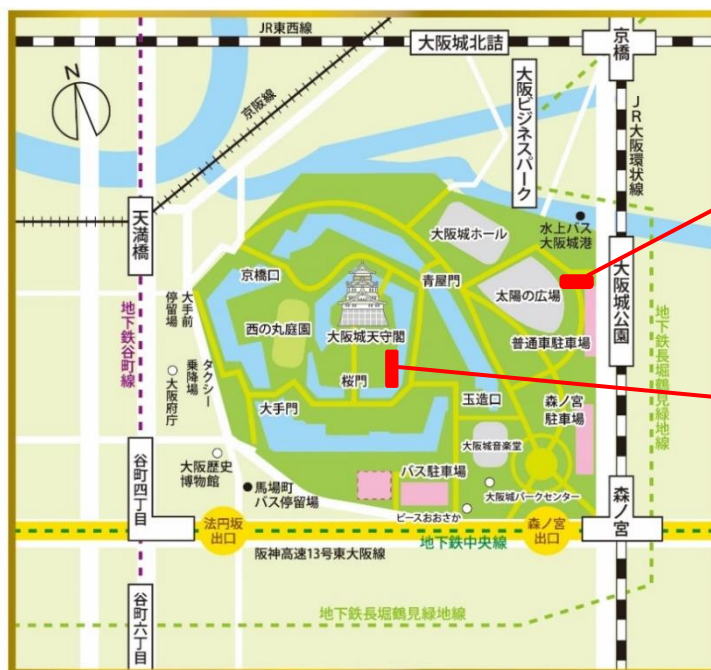 JR東西線
大阪城北詰
京橋
N
京阪線
大阪ビジネスパーク
JR大阪環状線
天満橋
水上バス
大阪城港
大阪城ホール
京橋口
青屋門
太陽の広場
大阪城公園
大手前
停留場
西の丸庭園
大阪城天守閣
普通車駐車場
地下鉄谷町線
タクシー
乗降場
大阪府庁
桜門
大手門
玉造口
森ノ宮
駐車場
地下鉄長堀鶴見緑地線
大阪城音楽堂
大阪歴史
博物館
バス駐車場
谷町四丁目
馬場町
バス停留場
大阪城パークセンター
ピースおおさか
森ノ宮
法円坂
出口
森ノ宮
出口
地下鉄中央線
阪神高速13号東大阪線
谷町六丁目
地下鉄長堀鶴見緑地線